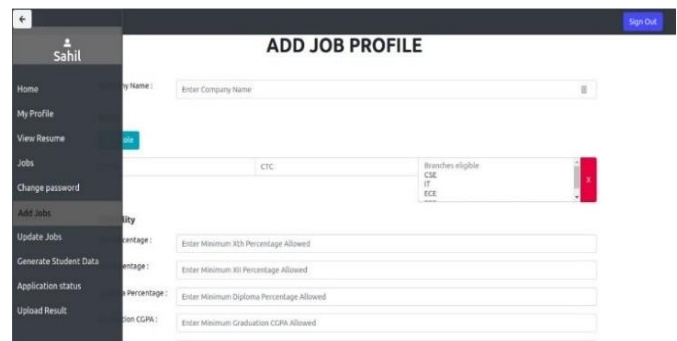 Sign Out
Sahil
ADD JOB PROFILE
Home
My Profile
View Resume
Jobs
Change password
Add Jobs
Update Jobs
Generate Student Data
Application status
Upload Result
ny Name :
Enter Company Name
ole
CTC
Branches eligible
CSE
IT
ECE
X
lity
centage :
Enter Minimum Xth Percentage Allowed
entage :
Enter Minimum XII Percentage Allowed
a Percentage :
Enter Minimum Diploma Percentage Allowed
tion CGPA :
Enter Minimum Graduation CGPA Allowed